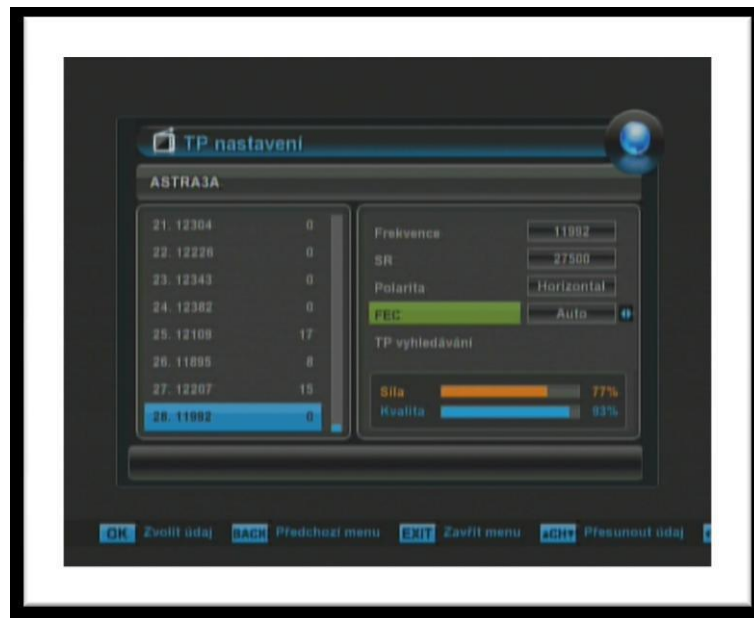 TP nastavení
ASTRA3A
21. 12304 0
22. 12226 0
23. 12343 0
24. 12382 0
25. 12109 17
26. 11895 8
27. 12207 15
28. 11992 0
Frekvence 11992
SR 27500
Polarita Horizontal
FEC Auto
TP vyhledávání
Síla 77%
Kvalita 93%
OK Zvolit údaj BACK Předchozí menu EXIT Zavřít menu ▲CH▼ Přesunout údaj